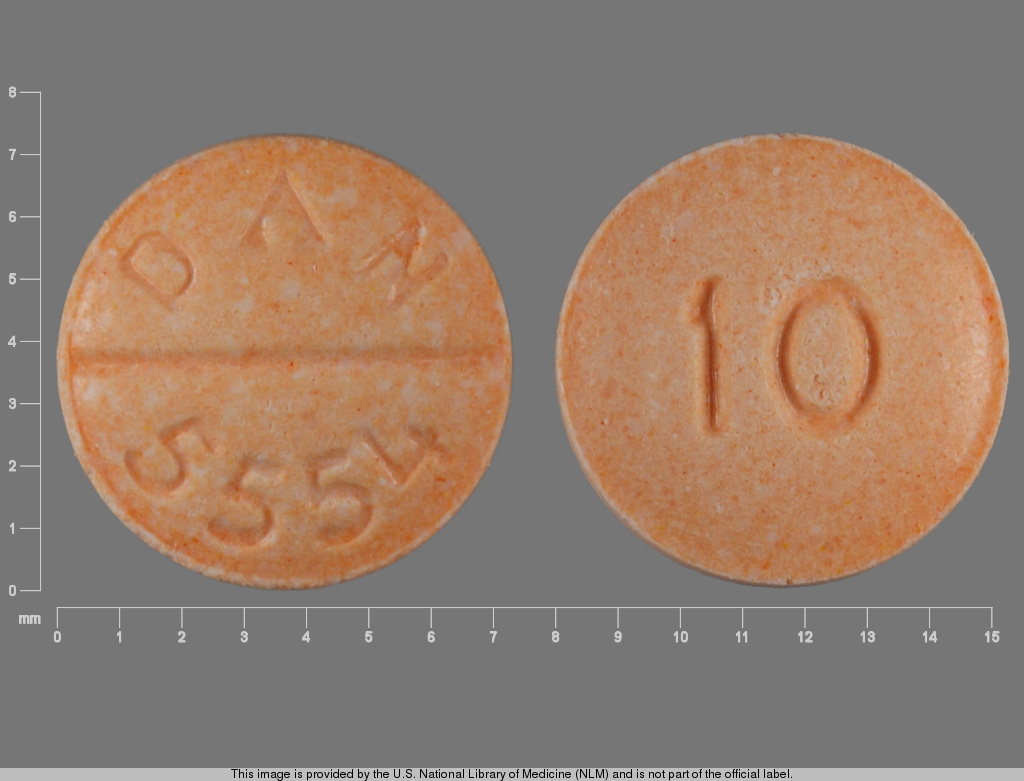 DAN
5554
10
8
7
6
5
4
3
2
1
0
mm
0 1 2 3 4 5 6 7 8 9 10 11 12 13 14 15
This image is provided by the U.S. National Library of Medicine (NLM) and is not part of the official label.